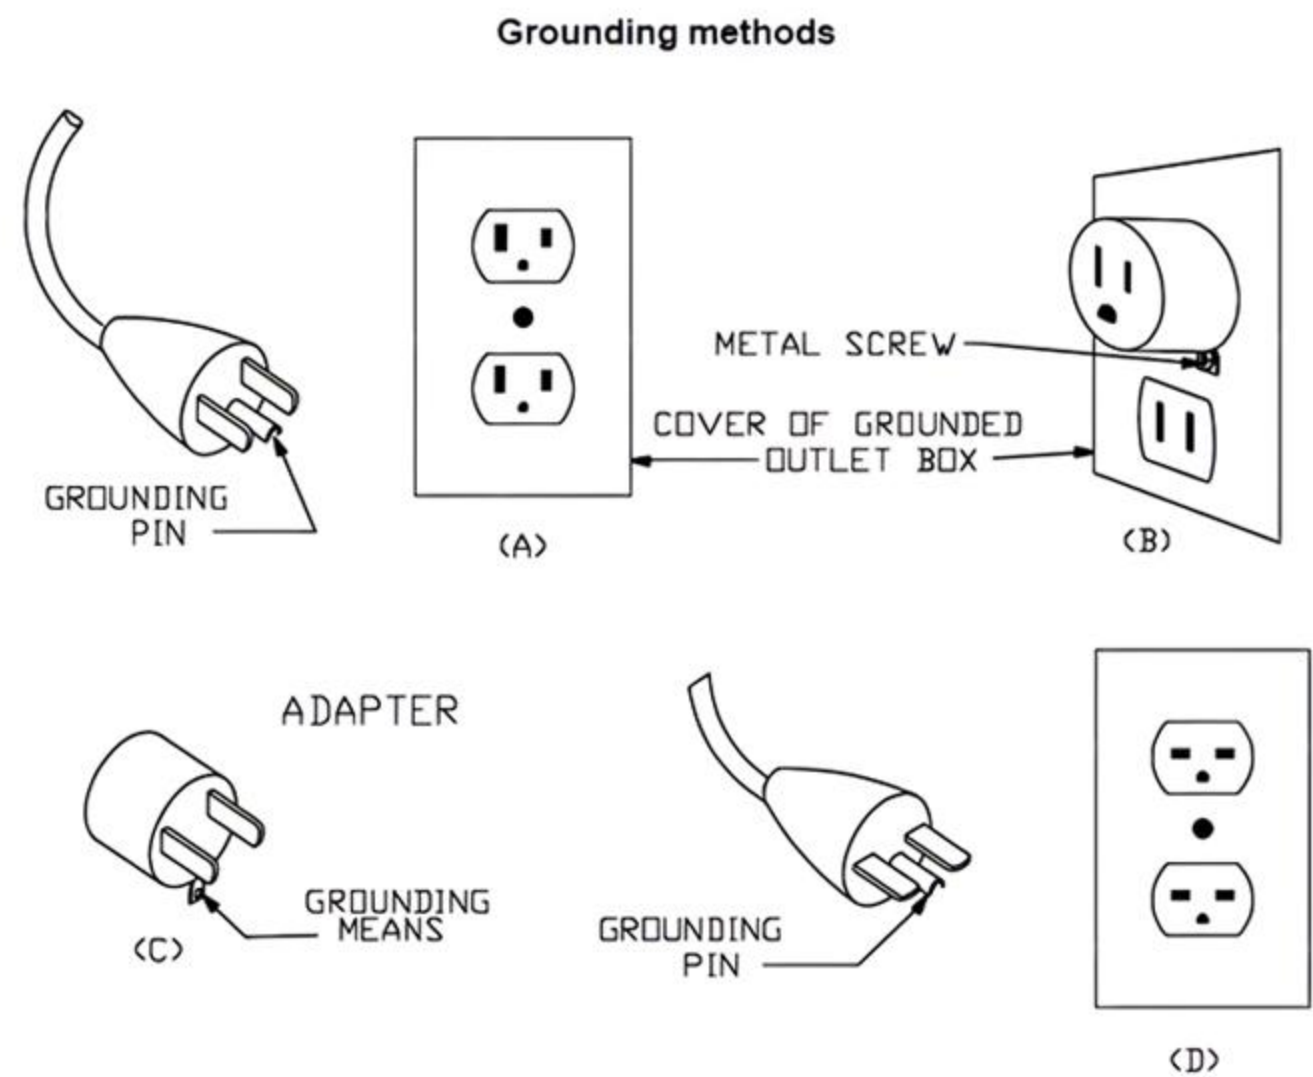 Grounding methods
METAL SCREW
COVER OF GROUNDED
OUTLET BOX
GROUNDING
PIN
(A)
(B)
ADAPTER
GROUNDING
MEANS
(C)
GROUNDING
PIN
(D)